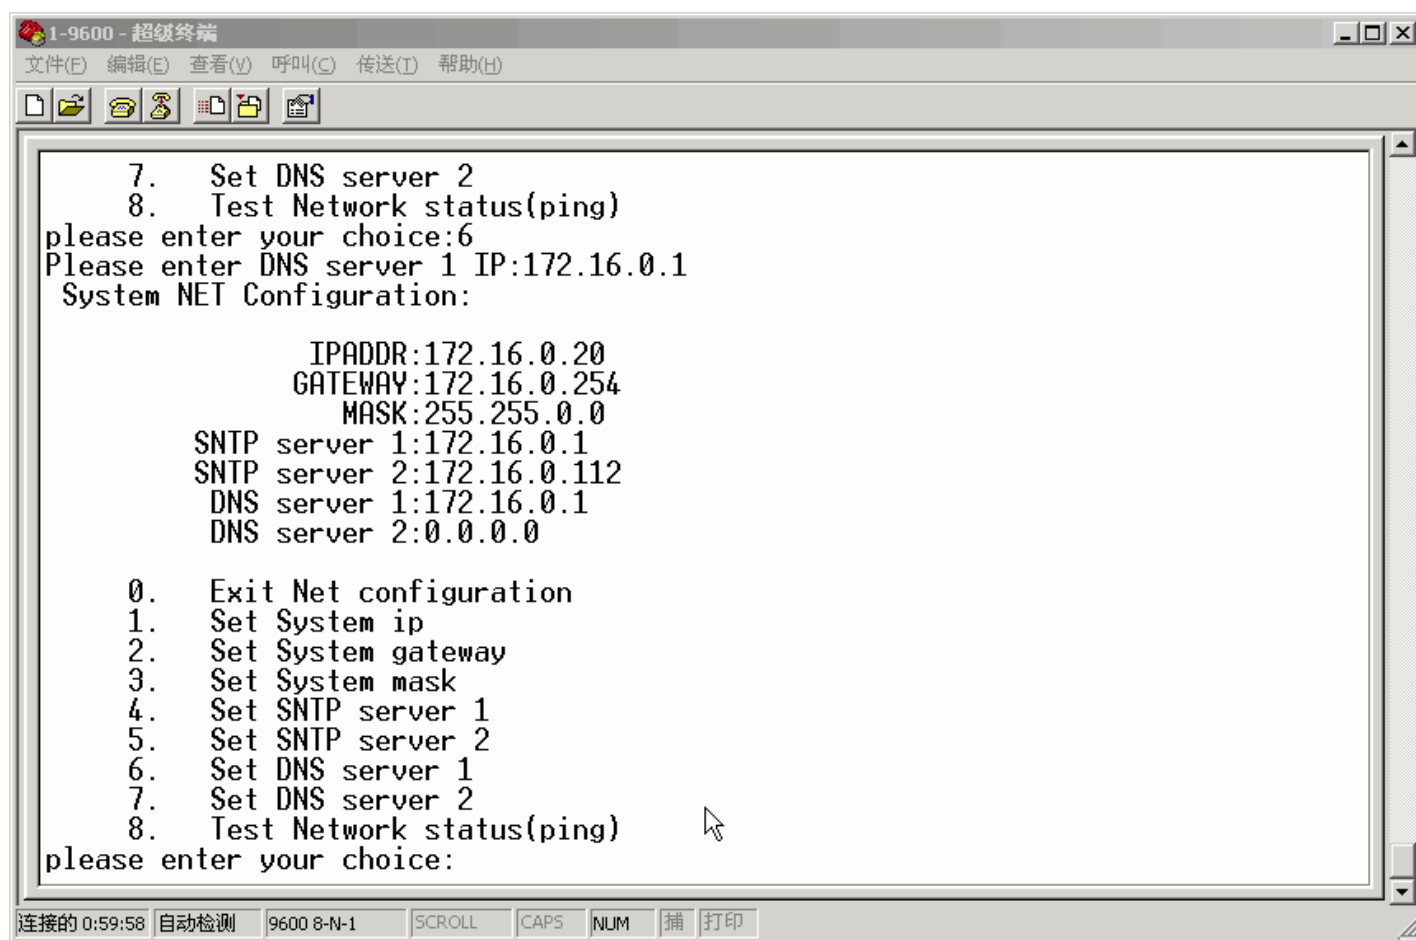 1-9600 - 超级终端
文件(F) 编辑(E) 查看(V) 呼叫(C) 传送(T) 帮助(H)
7. Set DNS server 2
8. Test Network status(ping)
please enter your choice:6
Please enter DNS server 1 IP:172.16.0.1
System NET Configuration:
IPADDR:172.16.0.20
GATEWAY:172.16.0.254
MASK:255.255.0.0
SNTP server 1:172.16.0.1
SNTP server 2:172.16.0.112
DNS server 1:172.16.0.1
DNS server 2:0.0.0.0
0. Exit Net configuration
1. Set System ip
2. Set System gateway
3. Set System mask
4. Set SNTP server 1
5. Set SNTP server 2
6. Set DNS server 1
7. Set DNS server 2
8. Test Network status(ping)
please enter your choice:
连接的 0:59:58 自动检测 9600 8-N-1 SCROLL CAPS NUM 捕 打印